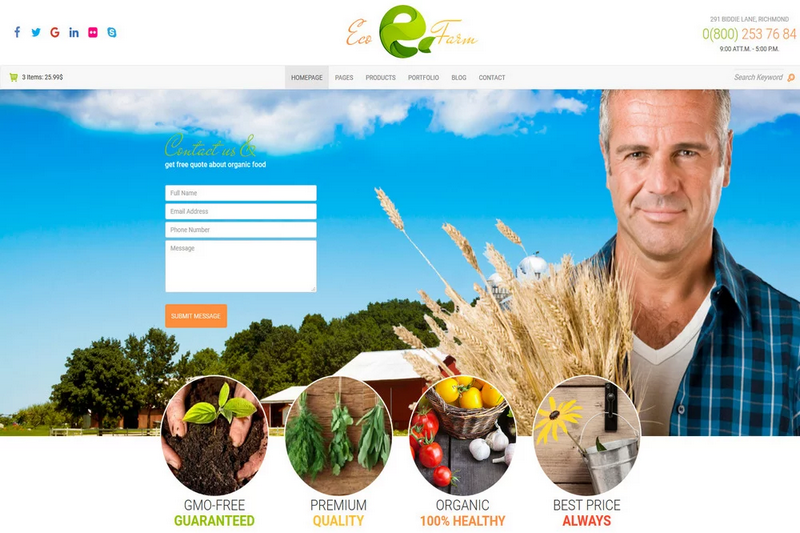 Eco Farm
291 BIDDIE LANE, RICHMOND
0(800) 253 76 84
9:00 ATT.M. - 5:00 P.M.
3 Items: 25.99$
HOMEPAGE PAGES PRODUCTS PORTFOLIO BLOG CONTACT
Search Keyword
Contact us &
get free quote about organic food
Full Name
Email Address
Phone Number
Message
SUBMIT MESSAGE
GMO-FREE
GUARANTEED
PREMIUM
QUALITY
ORGANIC
100% HEALTHY
BEST PRICE
ALWAYS